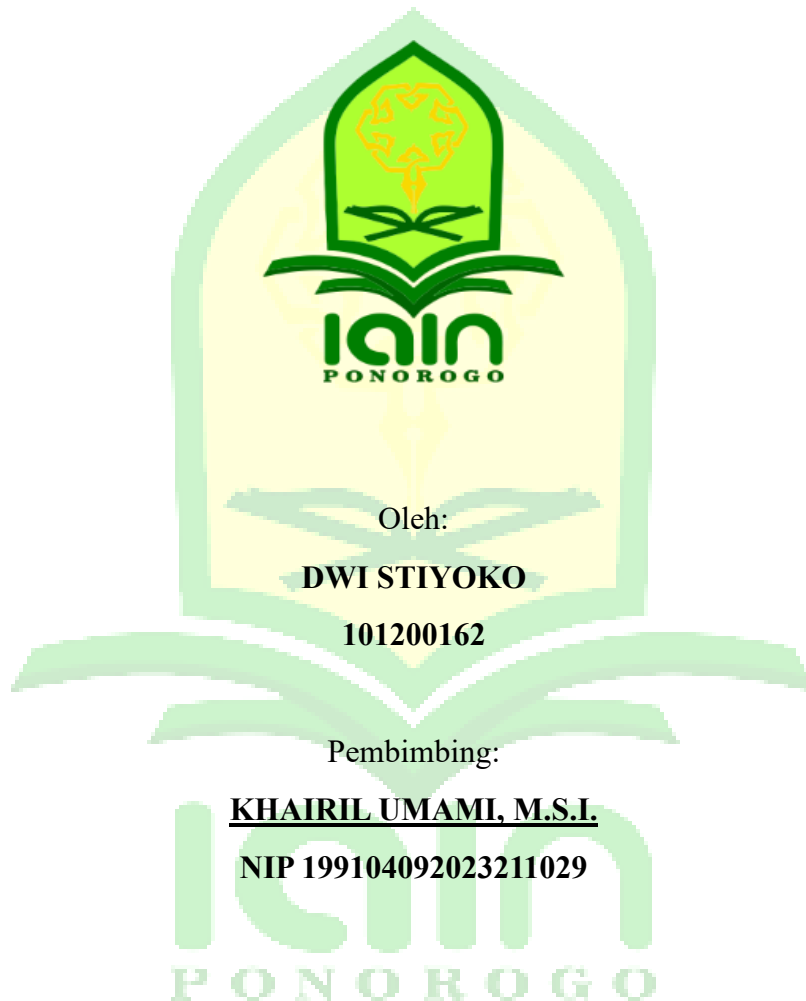 IAIN
PONOROGO
Oleh:
DWI STIYOKO
101200162
Pembimbing:
KHAIRIL UMAMI, M.S.I.
NIP 199104092023211029
IAIN
PONOROGO